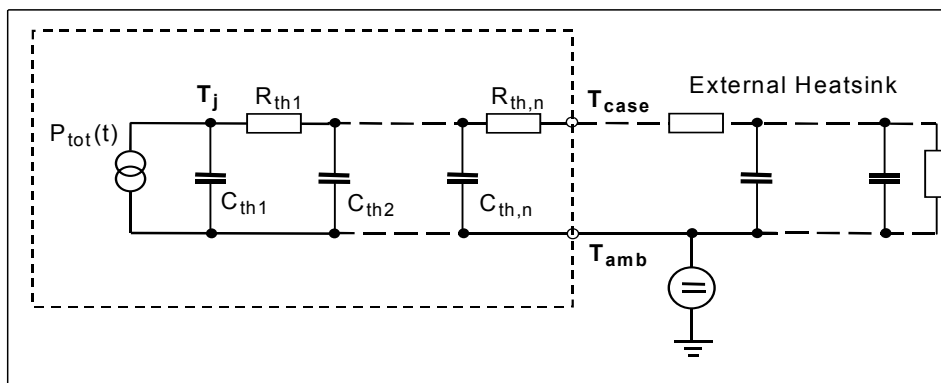 External Heatsink
T_j
R_th1
R_th,n
T_case
P_tot(t)
C_th1
C_th2
C_th,n
T_amb